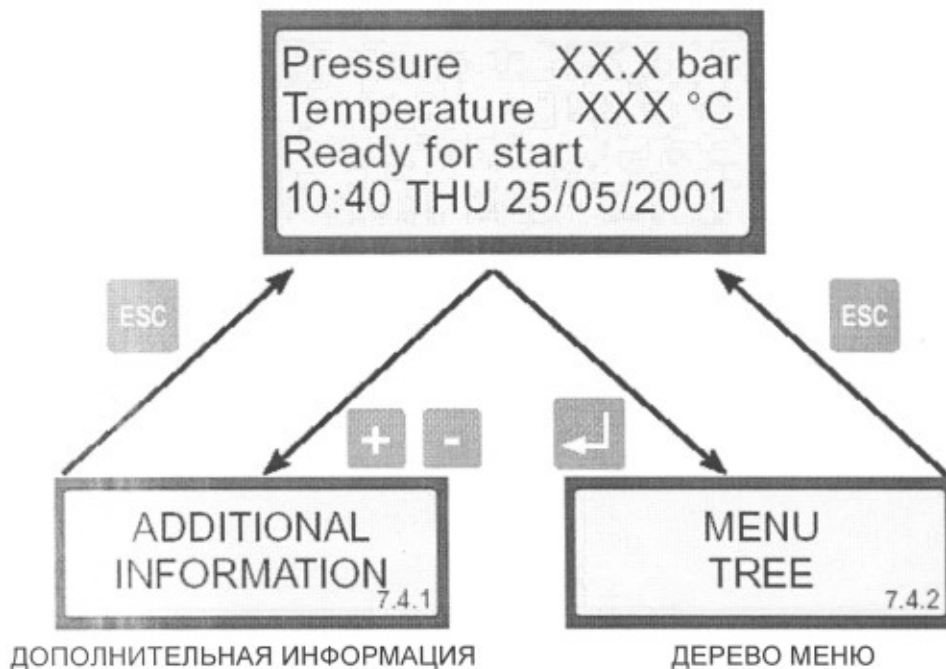 Pressure XX.X bar
Temperature XXX °C
Ready for start
10:40 THU 25/05/2001
ESC
ESC
+ -
ADDITIONAL
INFORMATION
7.4.1
MENU
TREE
7.4.2
ДОПОЛНИТЕЛЬНАЯ ИНФОРМАЦИЯ
ДЕРЕВО МЕНЮ